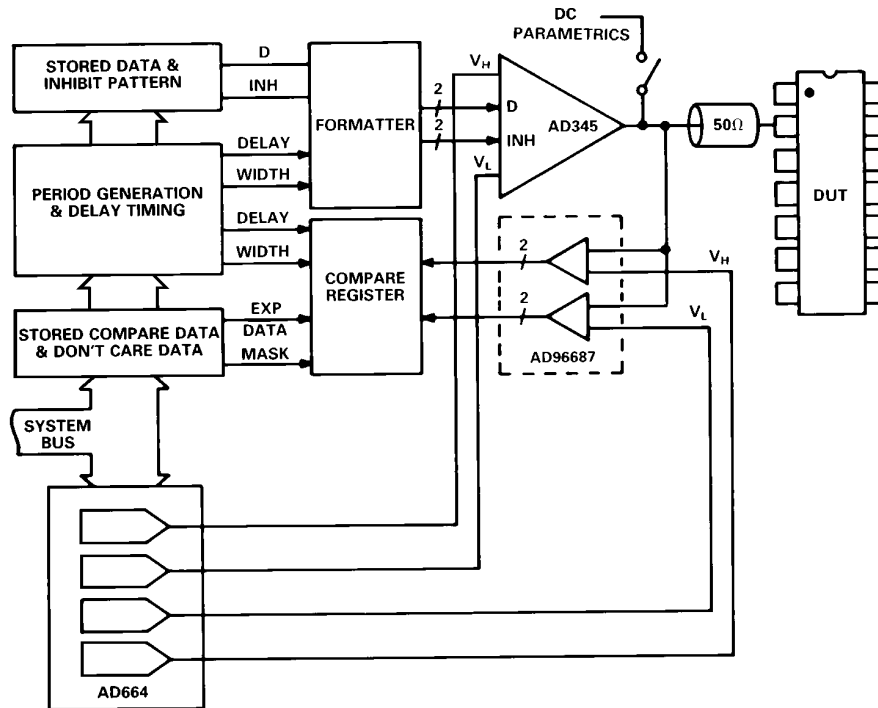 DC
PARAMETRICS
STORED DATA &
INHIBIT PATTERN
D
INH
FORMATTER
2
2
VH
D
INH
VL
AD345
50Ω
DUT
PERIOD GENERATION
& DELAY TIMING
DELAY
WIDTH
DELAY
WIDTH
COMPARE
REGISTER
2
2
VH
VL
AD96687
STORED COMPARE DATA
& DON'T CARE DATA
EXP
DATA
MASK
SYSTEM
BUS
AD664